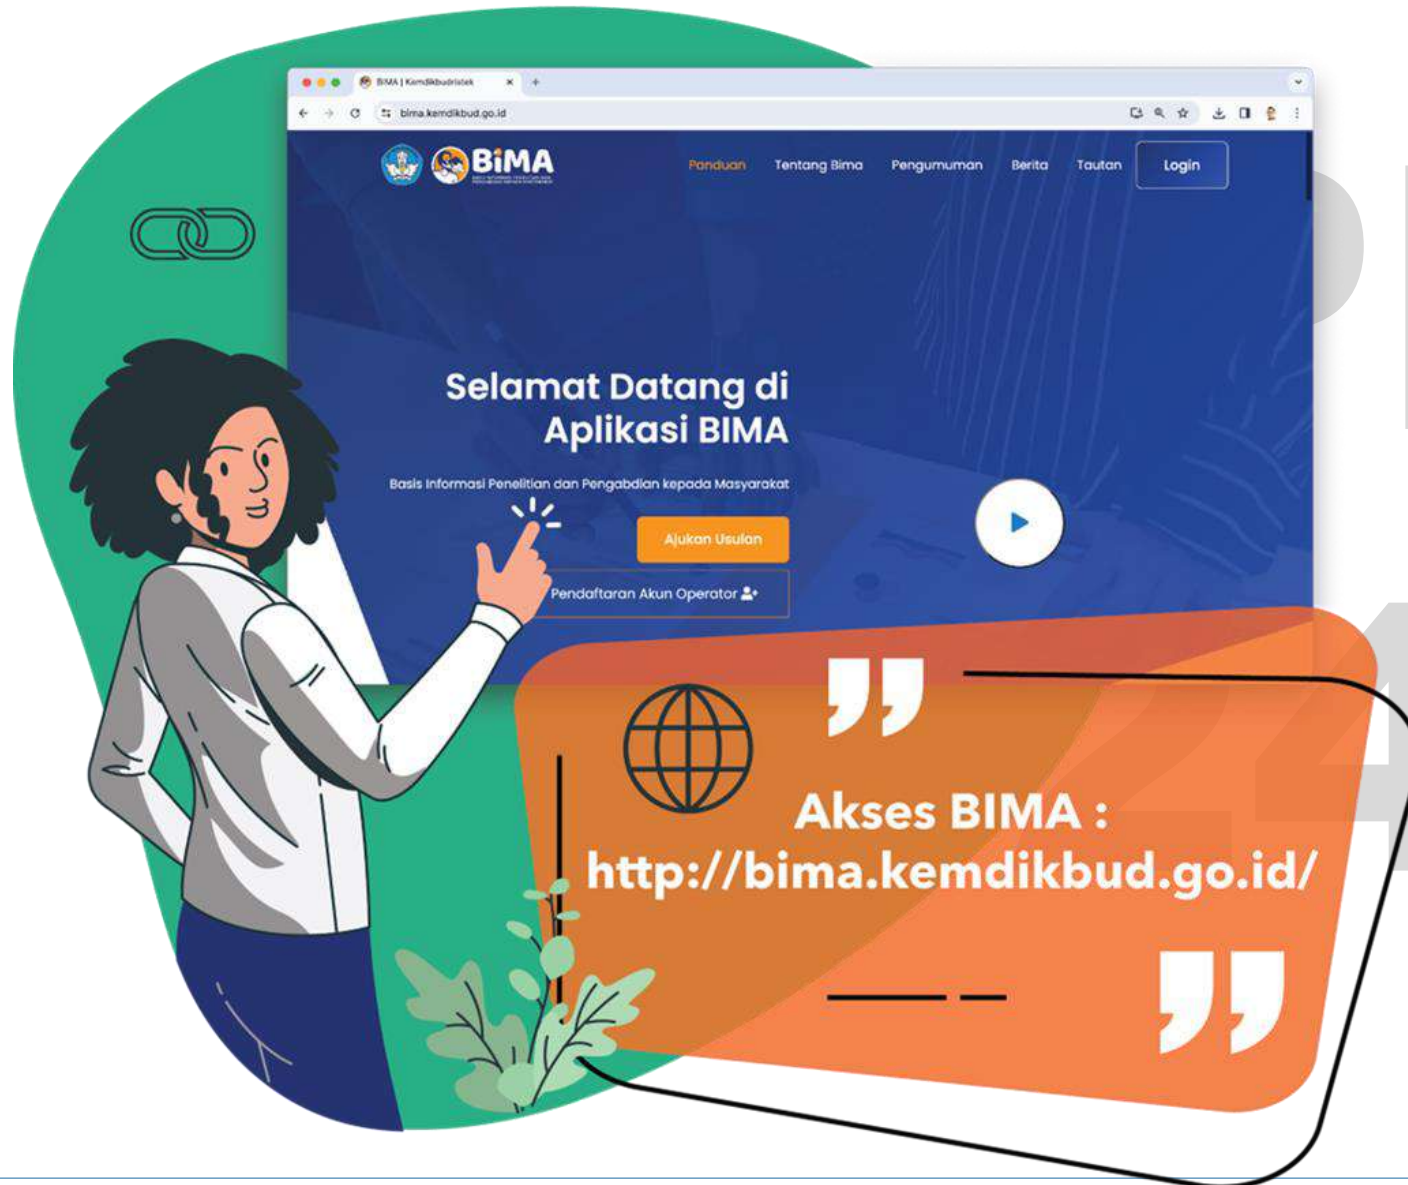 BIMA | Kemdikbudristek
bima.kemdikbud.go.id
BiMA
Panduan Tentang Bima Pengumuman Berita Tautan Login
Selamat Datang di
Aplikasi BIMA
Basis Informasi Penelitian dan Pengabdian kepada Masyarakat
Ajukan Usulan
Pendaftaran Akun Operator
24
”
Akses BIMA :
http://bima.kemdikbud.go.id/
”